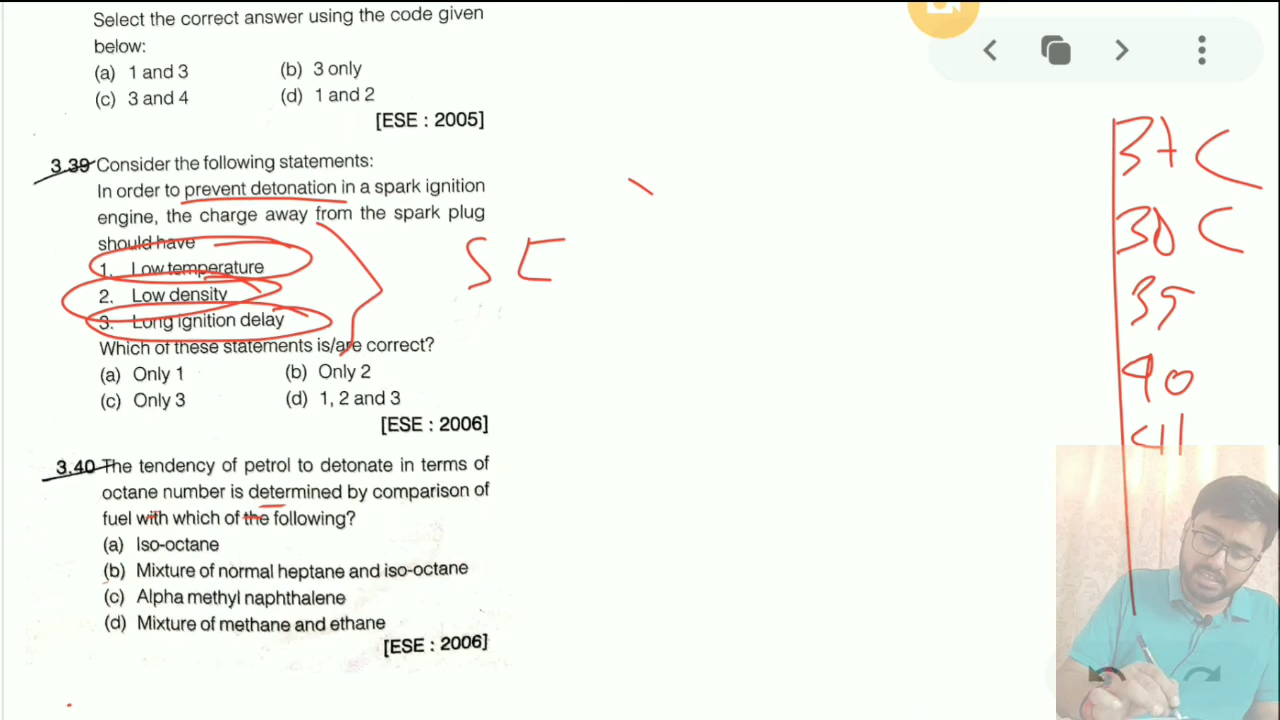 Select the correct answer using the code given
below:
(a) 1 and 3 (b) 3 only
(c) 3 and 4 (d) 1 and 2
[ESE : 2005]
3.39 Consider the following statements:
In order to prevent detonation in a spark ignition
engine, the charge away from the spark plug
should have
1. Low temperature
2. Low density
3. Long ignition delay
Which of these statements is/are correct?
(a) Only 1 (b) Only 2
(c) Only 3 (d) 1, 2 and 3
[ESE : 2006]
3.40 The tendency of petrol to detonate in terms of
octane number is determined by comparison of
fuel with which of the following?
(a) Iso-octane
(b) Mixture of normal heptane and iso-octane
(c) Alpha methyl naphthalene
(d) Mixture of methane and ethane
[ESE : 2006]
37 C
C
40